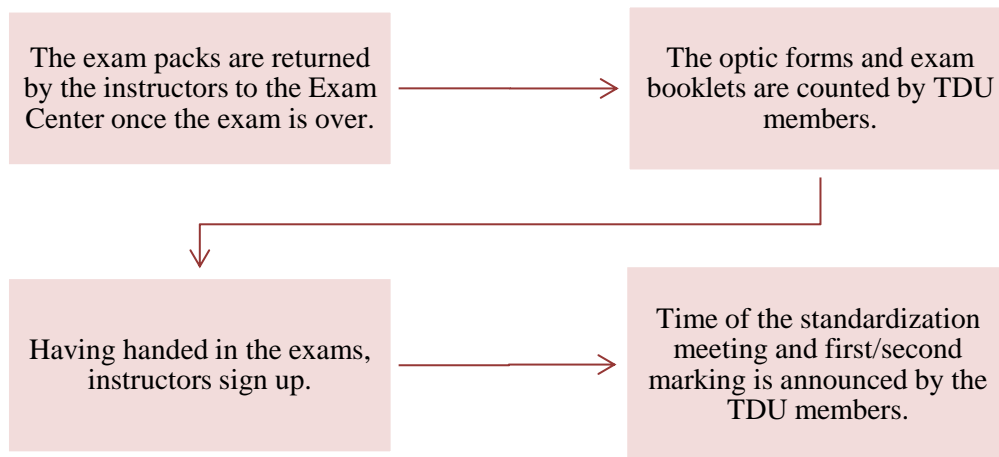 The exam packs are returned
by the instructors to the Exam
Center once the exam is over.
The optic forms and exam
booklets are counted by TDU
members.
Having handed in the exams,
instructors sign up.
Time of the standardization
meeting and first/second
marking is announced by the
TDU members.